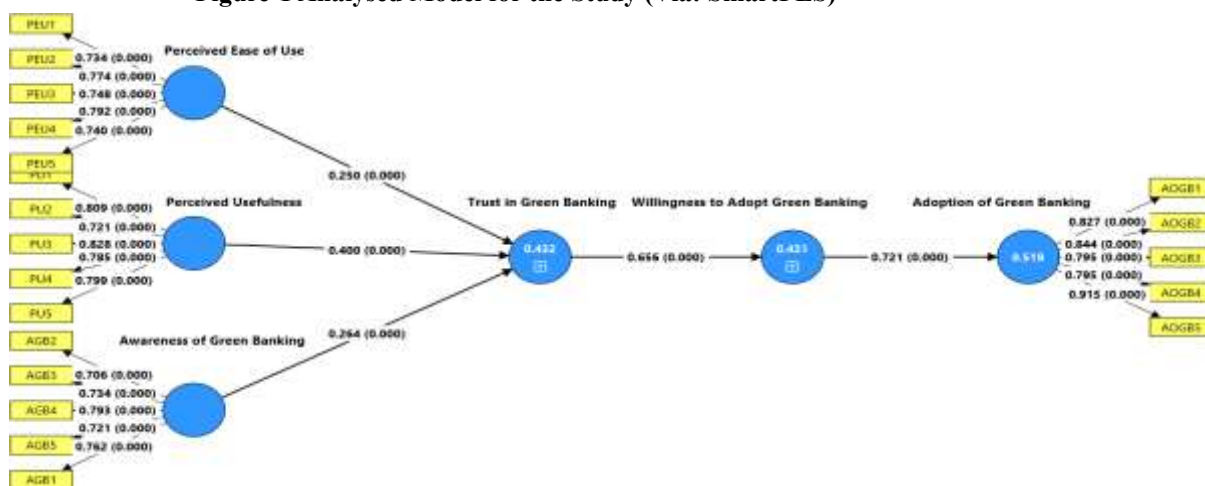 Figure 1 Analysed Model for the Study (Via: SmartPLS)
PEU1
PEU2
PEU3
PEU4
PEU5
0.734 (0.000)
0.774 (0.000)
0.748 (0.000)
0.792 (0.000)
0.740 (0.000)
Perceived Ease of Use
0.250 (0.000)
PU1
PU2
PU3
PU4
PU5
0.809 (0.000)
0.721 (0.000)
0.828 (0.000)
0.785 (0.000)
0.799 (0.000)
Perceived Usefulness
0.400 (0.000)
AGB2
AGB3
AGB4
AGB5
AGB1
0.706 (0.000)
0.734 (0.000)
0.793 (0.000)
0.721 (0.000)
0.762 (0.000)
Awareness of Green Banking
0.264 (0.000)
Trust in Green Banking
0.432
0.656 (0.000)
Willingness to Adopt Green Banking
0.431
0.721 (0.000)
Adoption of Green Banking
0.519
0.827 (0.000)
0.844 (0.000)
0.795 (0.000)
0.795 (0.000)
0.915 (0.000)
AOGB1
AOGB2
AOGB3
AOGB4
AOGB5